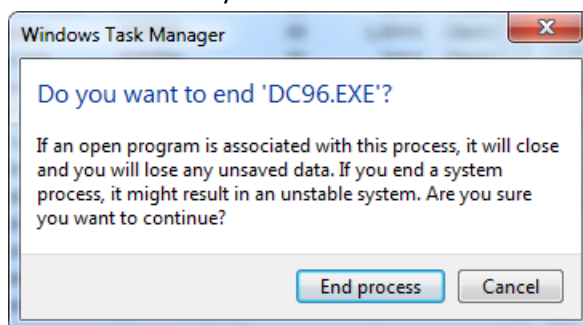 Windows Task Manager
Do you want to end 'DC96.EXE'?
If an open program is associated with this process, it will close
and you will lose any unsaved data. If you end a system
process, it might result in an unstable system. Are you sure
you want to continue?
End process
Cancel